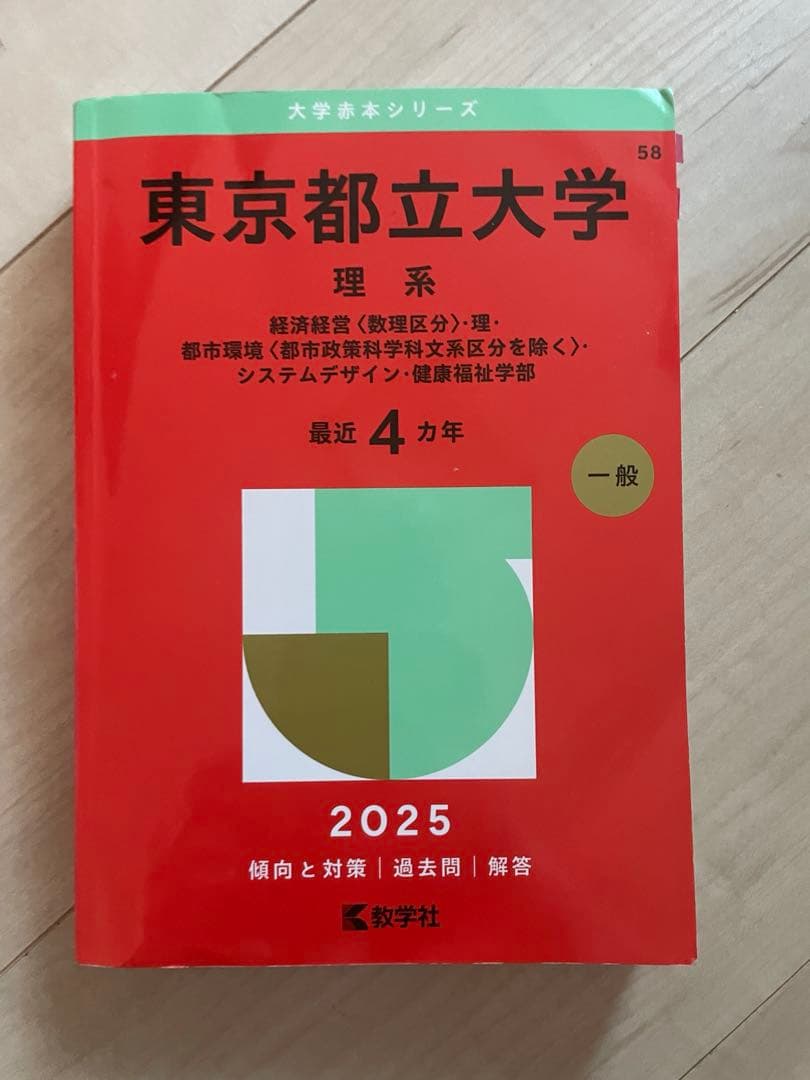 大学赤本シリーズ
58
東京都立大学
理系
経済経営〈数理区分〉・理・
都市環境〈都市政策科学科文系区分を除く〉・
システムデザイン・健康福祉学部
最近4カ年
一般
2025
傾向と対策|過去問|解答
教学社